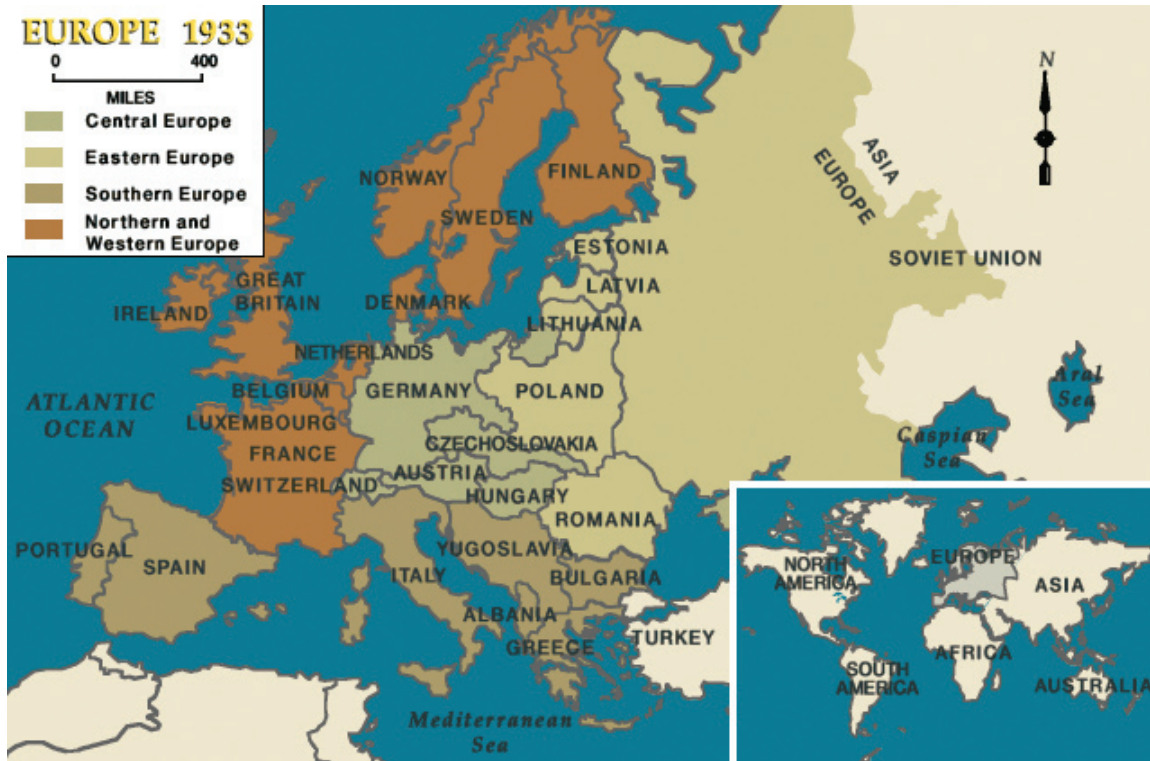 EUROPE 1933
0 400
MILES
Central Europe
Eastern Europe
Southern Europe
Northern and
Western Europe
N
ASIA
EUROPE
SOVIET UNION
NORWAY
FINLAND
SWEDEN
ESTONIA
LATVIA
GREAT
BRITAIN
IRELAND
DENMARK
LITHUANIA
NETHERLANDS
BELGIUM
GERMANY
POLAND
ATLANTIC
OCEAN
LUXEMBOURG
FRANCE
CZECHOSLOVAKIA
AUSTRIA
SWITZERLAND
HUNGARY
ROMANIA
Aral
Sea
Caspian
Sea
PORTUGAL
SPAIN
ITALY
YUGOSLAVIA
BULGARIA
ALBANIA
GREECE
TURKEY
Mediterranean
Sea
NORTH
AMERICA
EUROPE
ASIA
AFRICA
SOUTH
AMERICA
AUSTRALIA